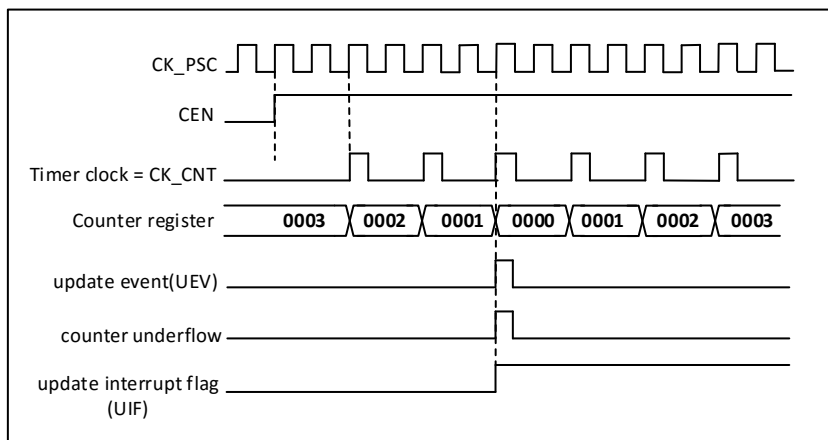 CK_PSC
CEN
Timer clock = CK_CNT
Counter register 0003 0002 0001 0000 0001 0002 0003
update event(UEV)
counter underflow
update interrupt flag
(UIF)